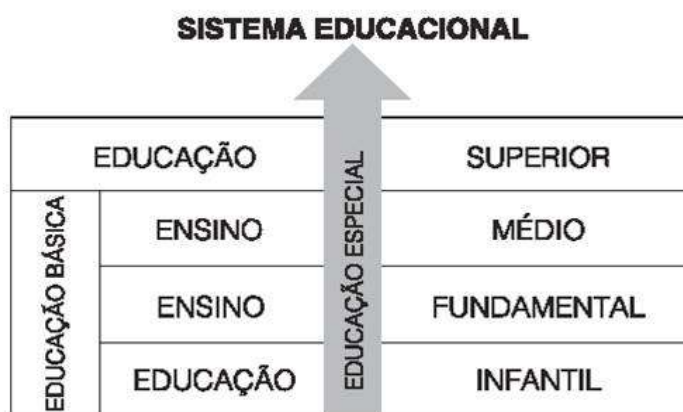 SISTEMA EDUCACIONAL
EDUCAÇÃO SUPERIOR
ENSINO MÉDIO
ENSINO FUNDAMENTAL
EDUCAÇÃO INFANTIL
EDUCAÇÃO BÁSICA
EDUCAÇÃO ESPECIAL